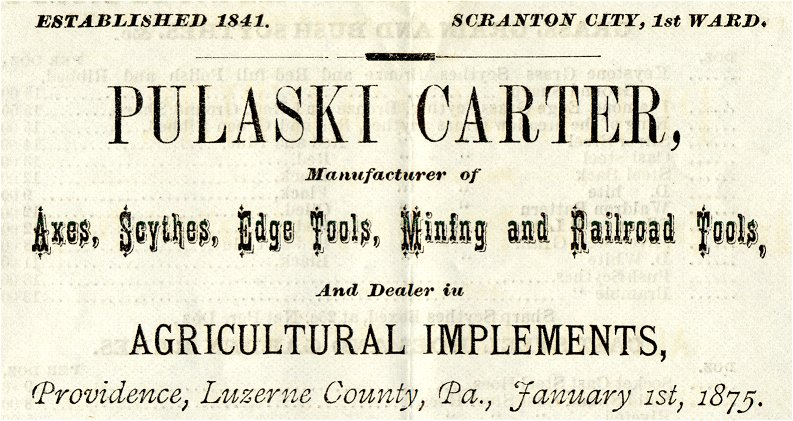 ESTABLISHED 1841. SCRANTON CITY, 1st WARD.
PULASKI CARTER,
Manufacturer of
Axes, Scythes, Edge Tools, Mining and Railroad Tools,
And Dealer iu
AGRICULTURAL IMPLEMENTS,
Providence, Luzerne County, Pa., January 1st, 1875.